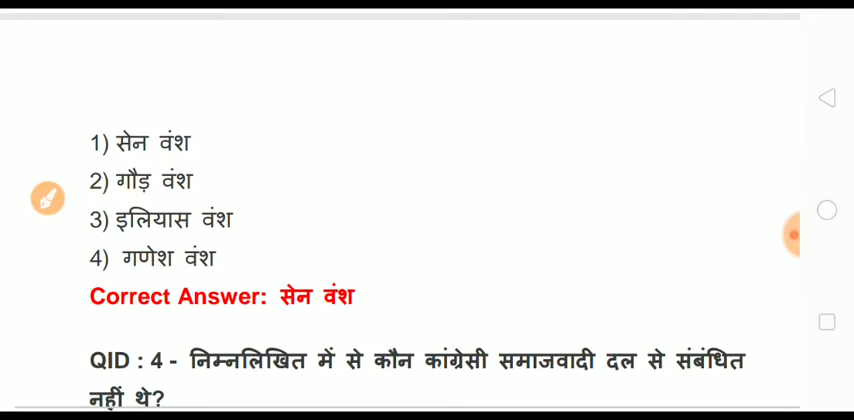 1) सेन वंश
2) गौड़ वंश
3) इलियास वंश
4) गणेश वंश
Correct Answer: सेन वंश
QID : 4 - निम्नलिखित में से कौन कांग्रेसी समाजवादी दल से संबंधित
नहीं थे?